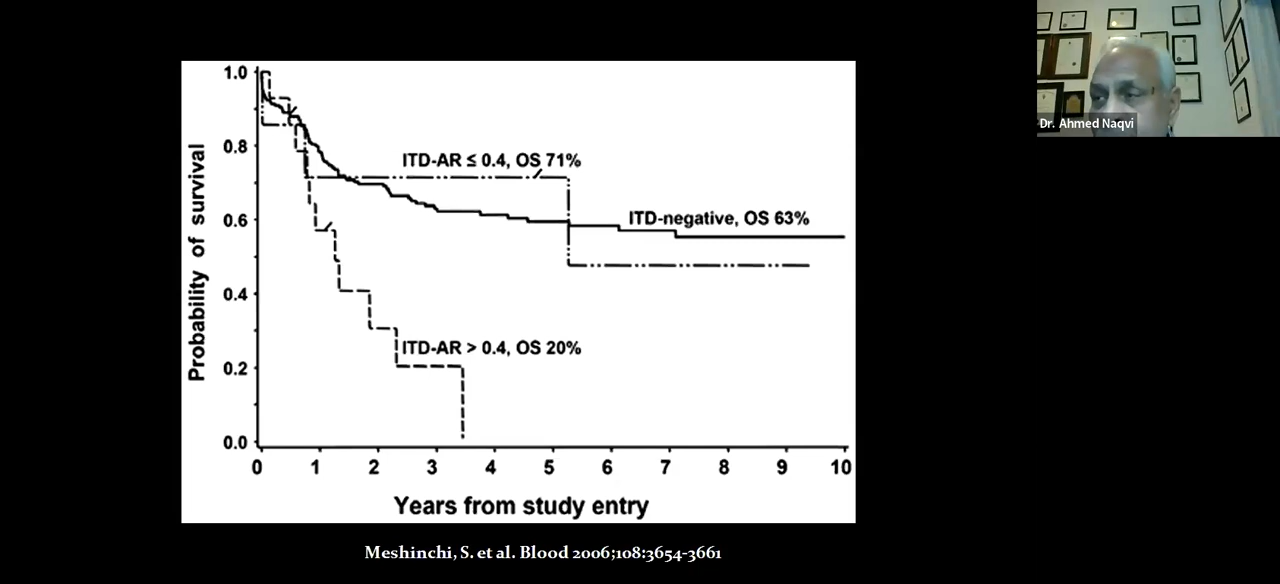 1.0
0.8
0.6
0.4
0.2
0.0
Probability of survival
ITD-AR ≤ 0.4, OS 71%
ITD-negative, OS 63%
ITD-AR > 0.4, OS 20%
0 1 2 3 4 5 6 7 8 9 10
Years from study entry
Meshinchi, S. et al. Blood 2006;108:3654-3661
Dr. Ahmed Naqvi